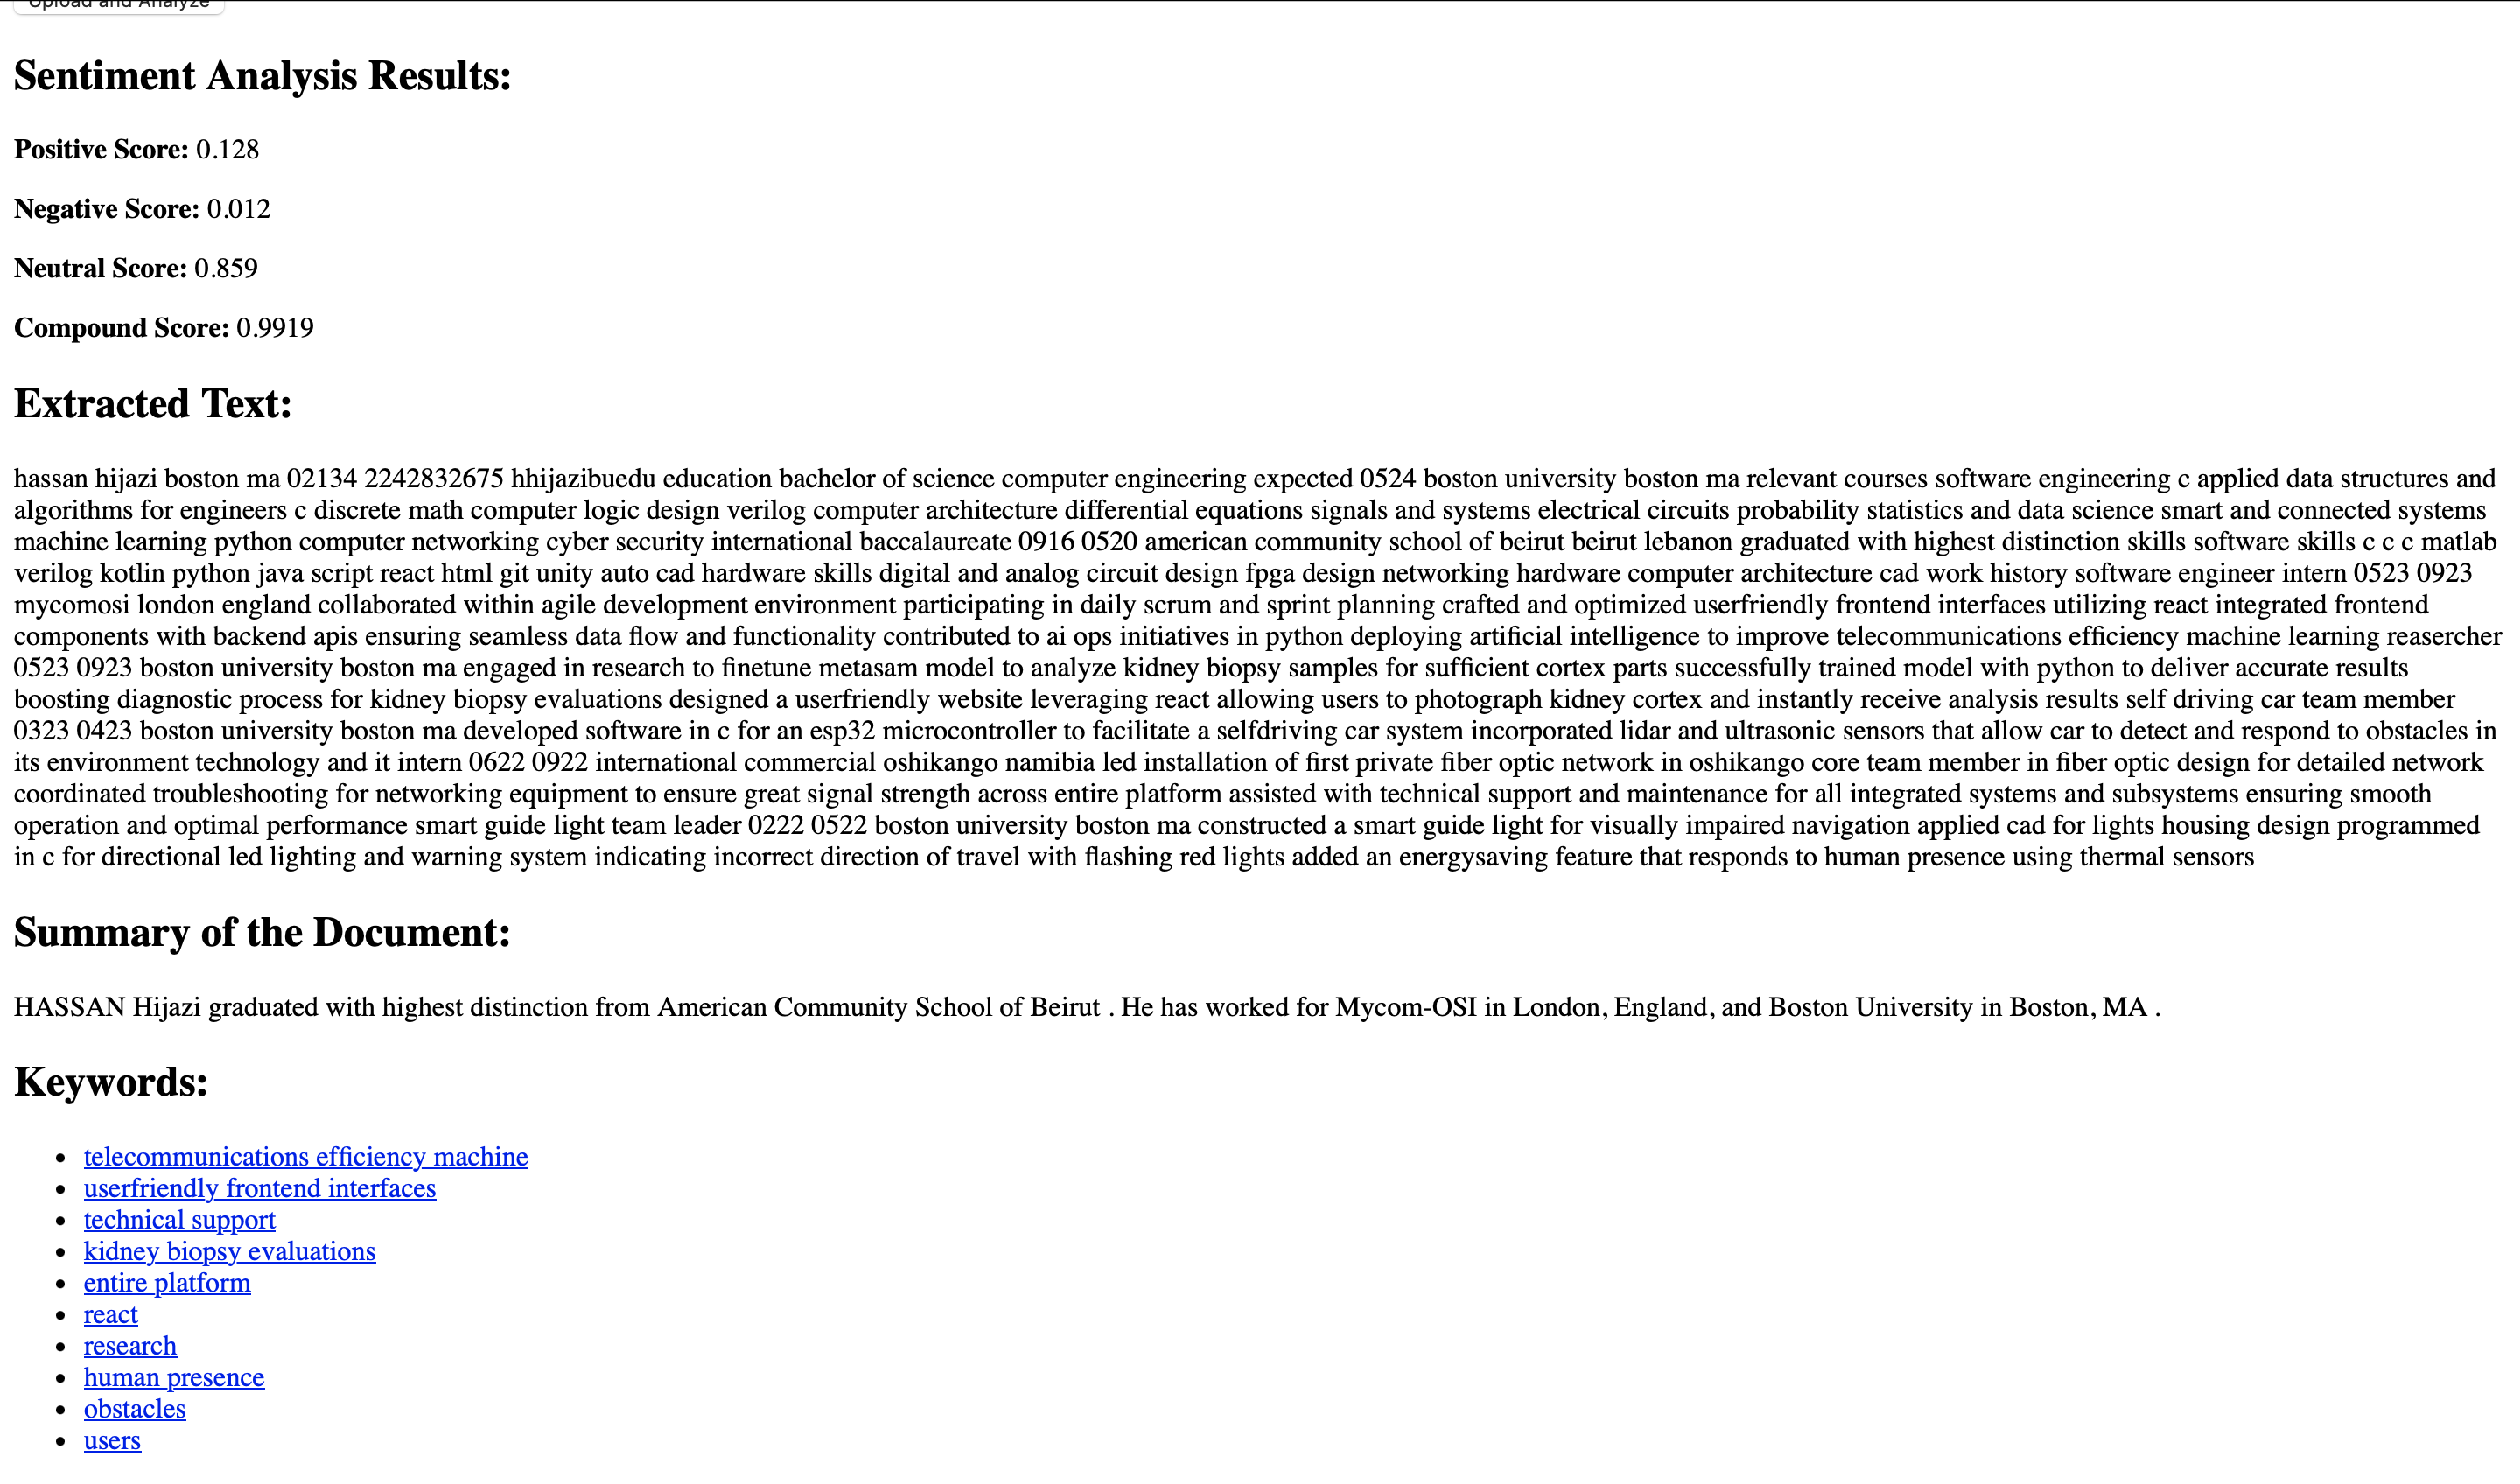 Upload and Analyze
Sentiment Analysis Results:
Positive Score: 0.128
Negative Score: 0.012
Neutral Score: 0.859
Compound Score: 0.9919
Extracted Text:
hassan hijazi boston ma 02134 2242832675 hhijazibuedu education bachelor of science computer engineering expected 0524 boston university boston ma relevant courses software engineering c applied data structures and
algorithms for engineers c discrete math computer logic design verilog computer architecture differential equations signals and systems electrical circuits probability statistics and data science smart and connected systems
machine learning python computer networking cyber security international baccalaureate 0916 0520 american community school of beirut beirut lebanon graduated with highest distinction skills software skills c c c matlab
verilog kotlin python java script react html git unity auto cad hardware skills digital and analog circuit design fpga design networking hardware computer architecture cad work history software engineer intern 0523 0923
mycomosi london england collaborated within agile development environment participating in daily scrum and sprint planning crafted and optimized userfriendly frontend interfaces utilizing react integrated frontend
components with backend apis ensuring seamless data flow and functionality contributed to ai ops initiatives in python deploying artificial intelligence to improve telecommunications efficiency machine learning reasercher
0523 0923 boston university boston ma engaged in research to finetune metasam model to analyze kidney biopsy samples for sufficient cortex parts successfully trained model with python to deliver accurate results
boosting diagnostic process for kidney biopsy evaluations designed a userfriendly website leveraging react allowing users to photograph kidney cortex and instantly receive analysis results self driving car team member
0323 0423 boston university boston ma developed software in c for an esp32 microcontroller to facilitate a selfdriving car system incorporated lidar and ultrasonic sensors that allow car to detect and respond to obstacles in
its environment technology and it intern 0622 0922 international commercial oshikango namibia led installation of first private fiber optic network in oshikango core team member in fiber optic design for detailed network
coordinated troubleshooting for networking equipment to ensure great signal strength across entire platform assisted with technical support and maintenance for all integrated systems and subsystems ensuring smooth
operation and optimal performance smart guide light team leader 0222 0522 boston university boston ma constructed a smart guide light for visually impaired navigation applied cad for lights housing design programmed
in c for directional led lighting and warning system indicating incorrect direction of travel with flashing red lights added an energysaving feature that responds to human presence using thermal sensors
Summary of the Document:
HASSAN Hijazi graduated with highest distinction from American Community School of Beirut . He has worked for Mycom-OSI in London, England, and Boston University in Boston, MA .
Keywords:
telecommunications efficiency machine
userfriendly frontend interfaces
technical support
kidney biopsy evaluations
entire platform
react
research
human presence
obstacles
users